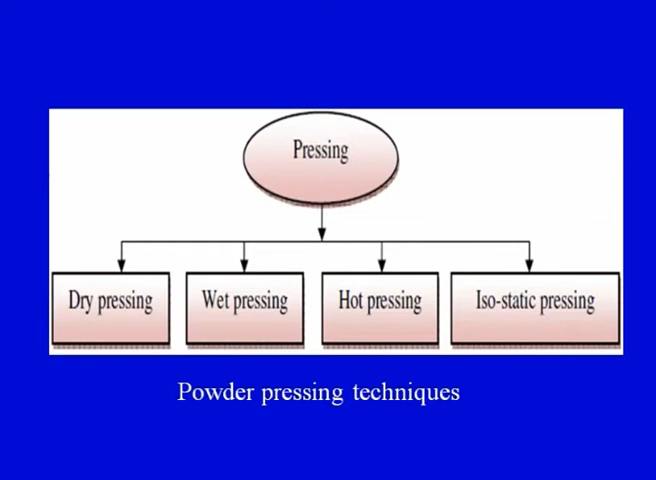 Pressing
Dry pressing
Wet pressing
Hot pressing
Iso-static pressing
Powder pressing techniques